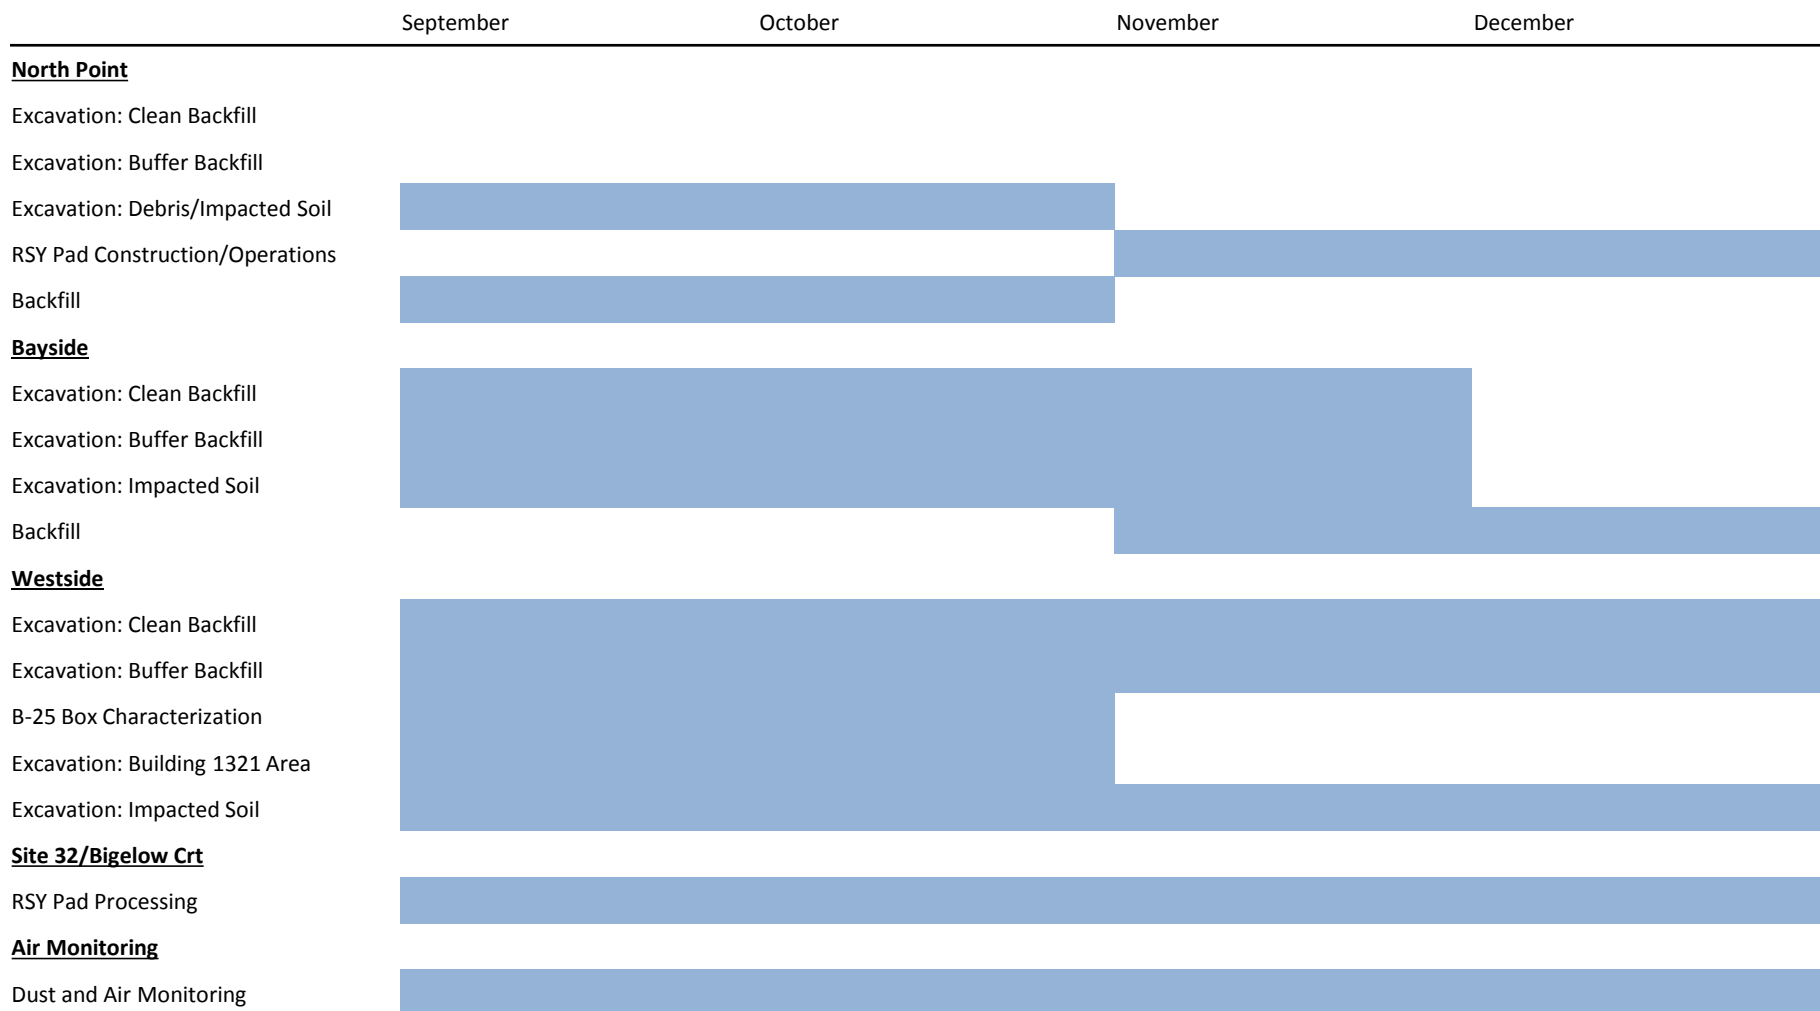 September October November December
North Point
Excavation: Clean Backfill
Excavation: Buffer Backfill
Excavation: Debris/Impacted Soil
RSY Pad Construction/Operations
Backfill
Bayside
Excavation: Clean Backfill
Excavation: Buffer Backfill
Excavation: Impacted Soil
Backfill
Westside
Excavation: Clean Backfill
Excavation: Buffer Backfill
B-25 Box Characterization
Excavation: Building 1321 Area
Excavation: Impacted Soil
Site 32/Bigelow Crt
RSY Pad Processing
Air Monitoring
Dust and Air Monitoring